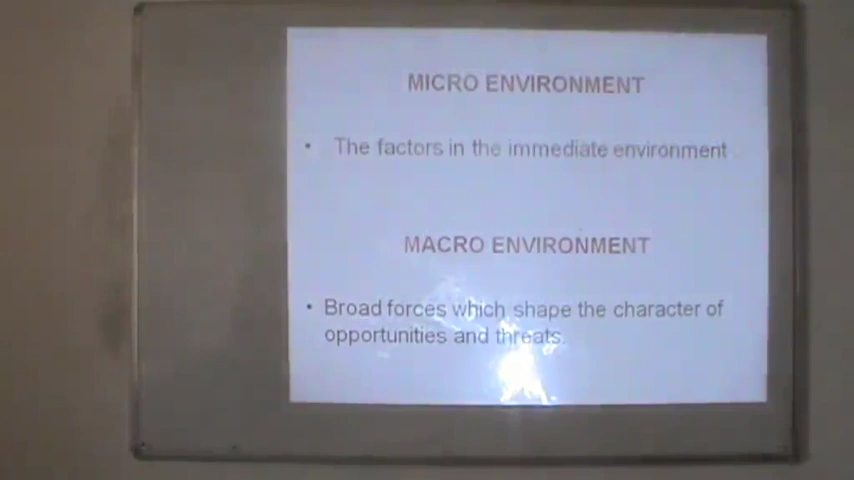 MICRO ENVIRONMENT
• The factors in the immediate environment
MACRO ENVIRONMENT
• Broad forces which shape the character of
opportunities and threats.